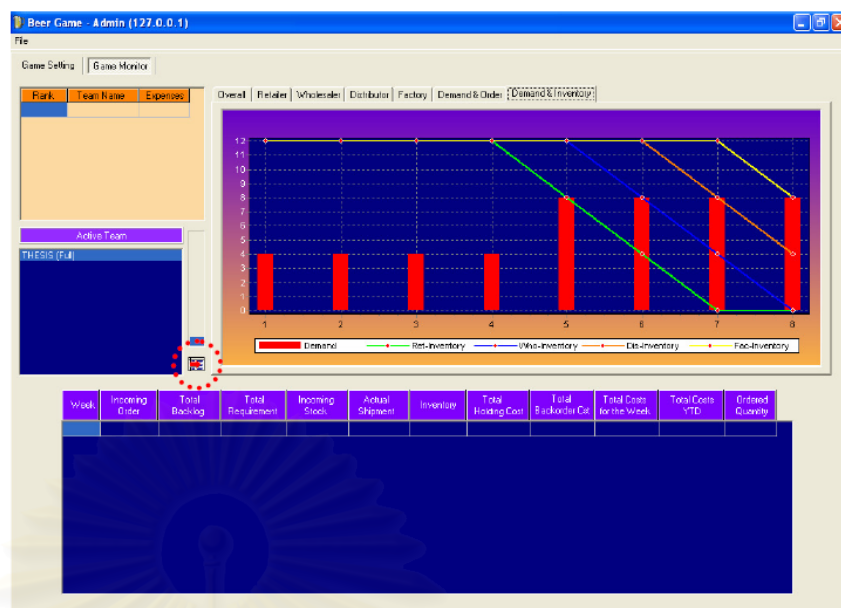 Beer Game - Admin (127.0.0.1)
File
Game Setting Game Monitor
Rank Team Name Expenses
Overall Retailer Wholesaler Distributor Factory Demand & Order Demand & Inventory
12
11
10
9
8
7
6
5
4
3
2
1
0
1 2 3 4 5 6 7 8
Demand Ret-Inventory Who-Inventory Dis-Inventory Fac-Inventory
Active Team
THESIS (Full)
Week Incoming Order Total Backlog Total Requirement Incoming Stock Actual Shipment Inventory Total Holding Cost Total Backorder Cst Total Costs for the Week Total Costs YTD Ordered Quantity